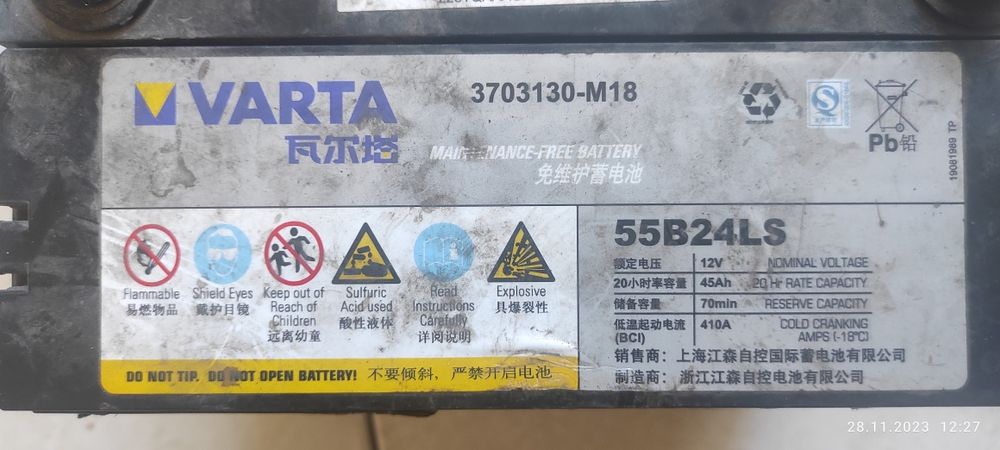 VARTA
瓦尔塔
3703130-M18
MAINTENANCE-FREE BATTERY
免维护蓄电池
Pb铅
19081989 TP
Flammable
易燃物品
Shield Eyes
戴护目镜
Keep out of
Reach of
Children
远离幼童
Sulfuric
Acid used
酸性液体
Read
Instructions
Carefully
详阅说明
Explosive
具爆裂性
DO NOT TIP. DO NOT OPEN BATTERY! 不要倾斜，严禁开启电池
55B24LS
额定电压 12V NOMINAL VOLTAGE
20小时率容量 45Ah 20 Hr RATE CAPACITY
储备容量 70min RESERVE CAPACITY
低温起动电流 410A COLD CRANKING
(BCI) AMPS (-18°C)
销售商：上海江森自控国际蓄电池有限公司
制造商：浙江江森自控电池有限公司
28.11.2023 12:27